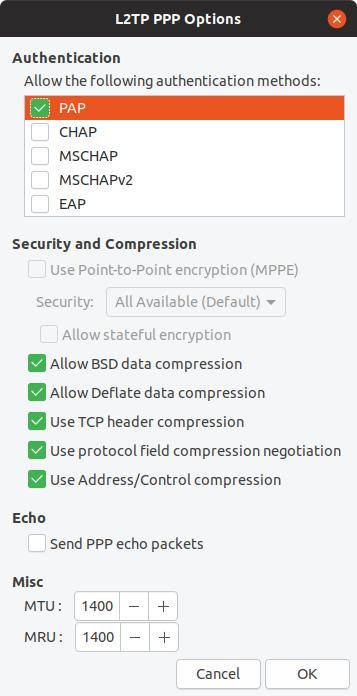 L2TP PPP Options
Authentication
Allow the following authentication methods:
PAP
CHAP
MSCHAP
MSCHAPv2
EAP
Security and Compression
Use Point-to-Point encryption (MPPE)
Security: All Available (Default)
Allow stateful encryption
Allow BSD data compression
Allow Deflate data compression
Use TCP header compression
Use protocol field compression negotiation
Use Address/Control compression
Echo
Send PPP echo packets
Misc
MTU : 1400 − +
MRU : 1400 − +
Cancel OK